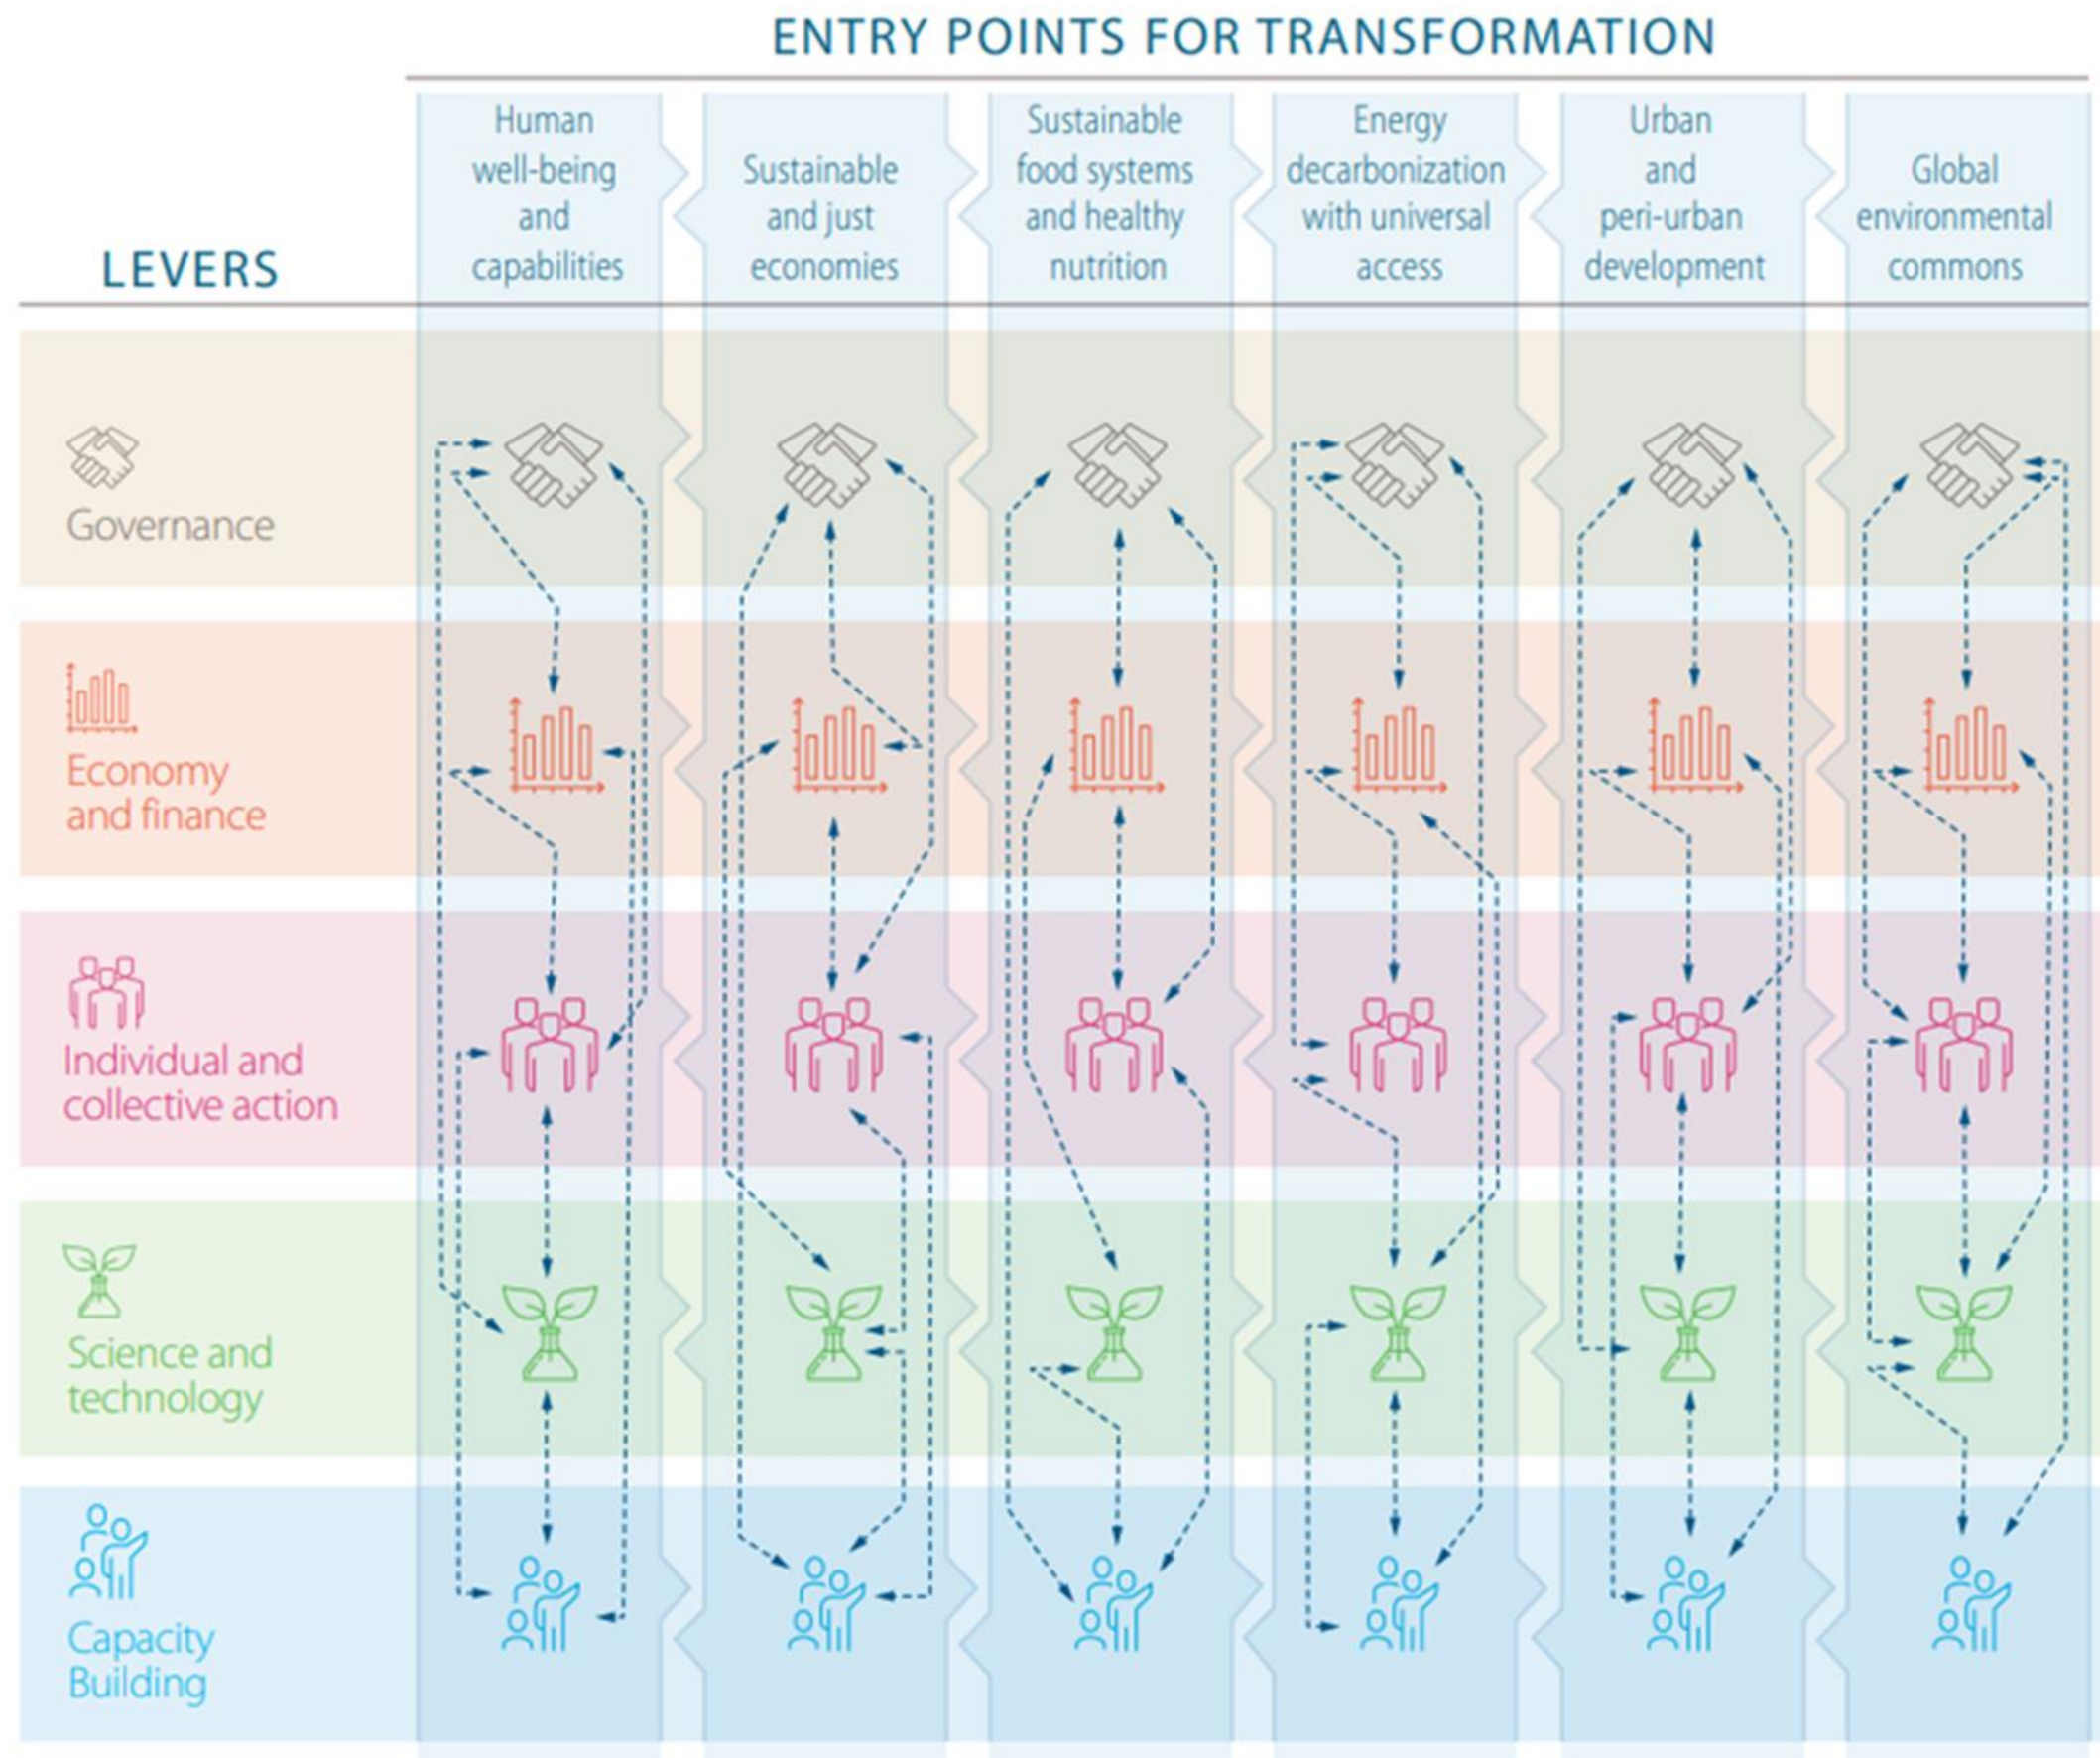 ENTRY POINTS FOR TRANSFORMATION
LEVERS
Human
well-being
and
capabilities
Sustainable
and just
economies
Sustainable
food systems
and healthy
nutrition
Energy
decarbonization
with universal
access
Urban
and
peri-urban
development
Global
environmental
commons
Governance
Economy
and finance
Individual and
collective action
Science and
technology
Capacity
Building